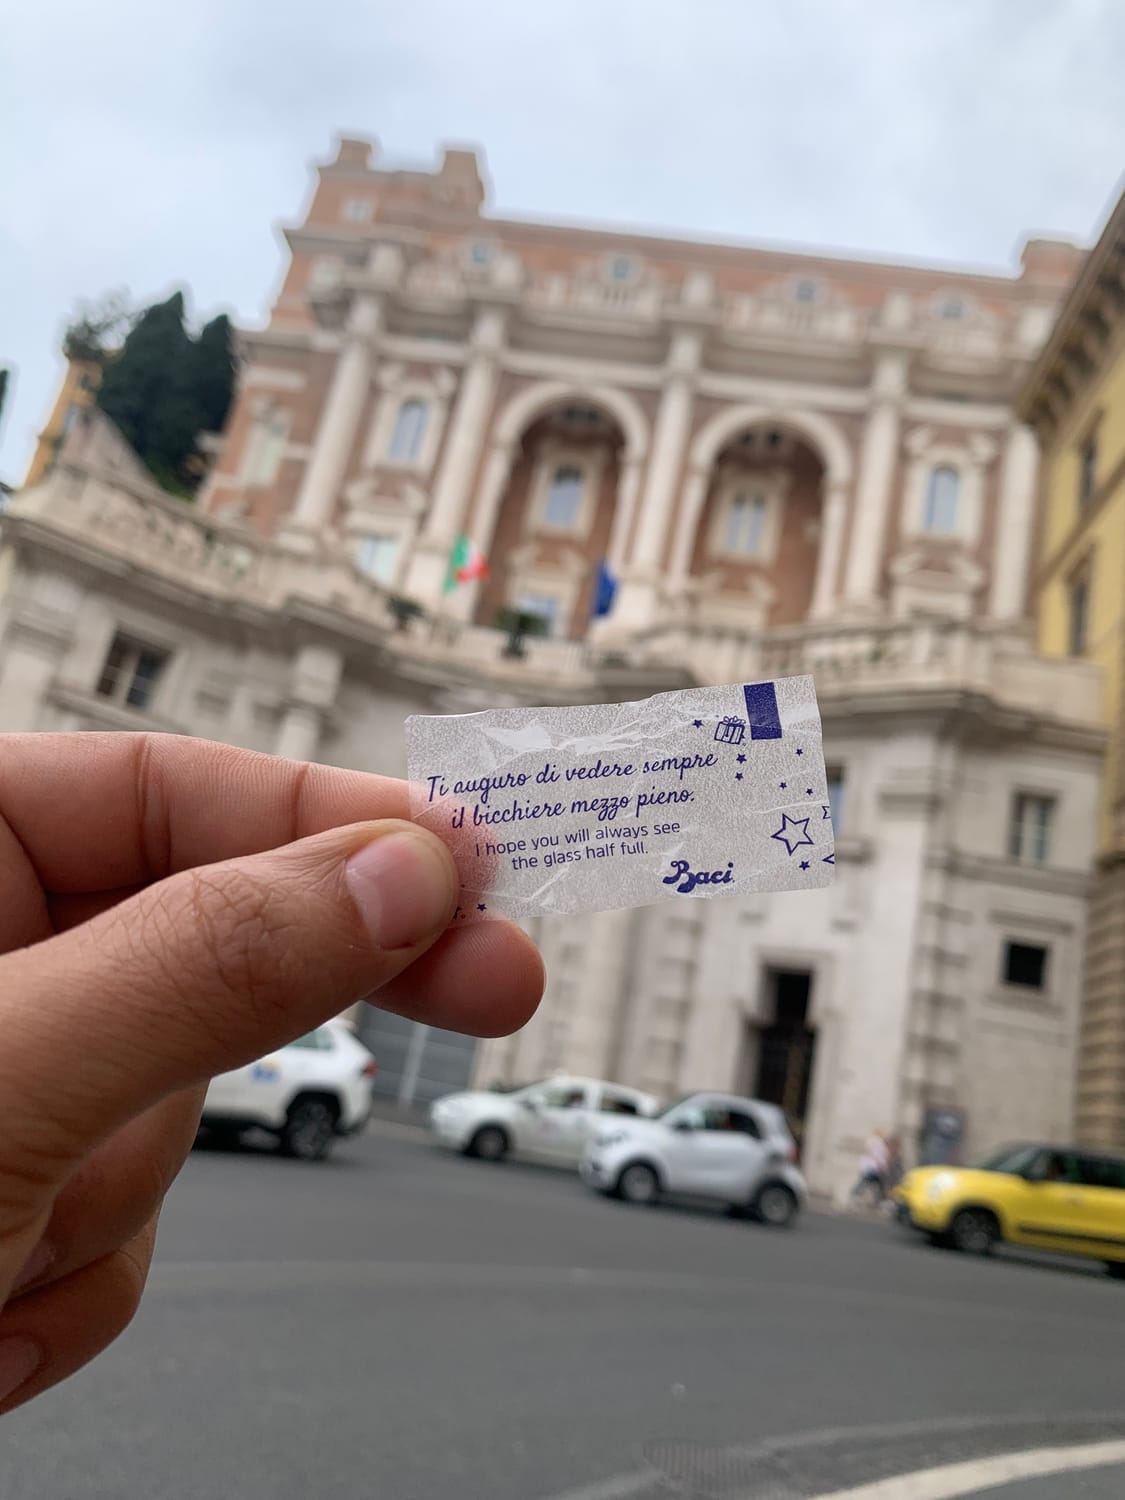 Ti auguro di vedere sempre
il bicchiere mezzo pieno.
I hope you will always see
the glass half full.
Baci